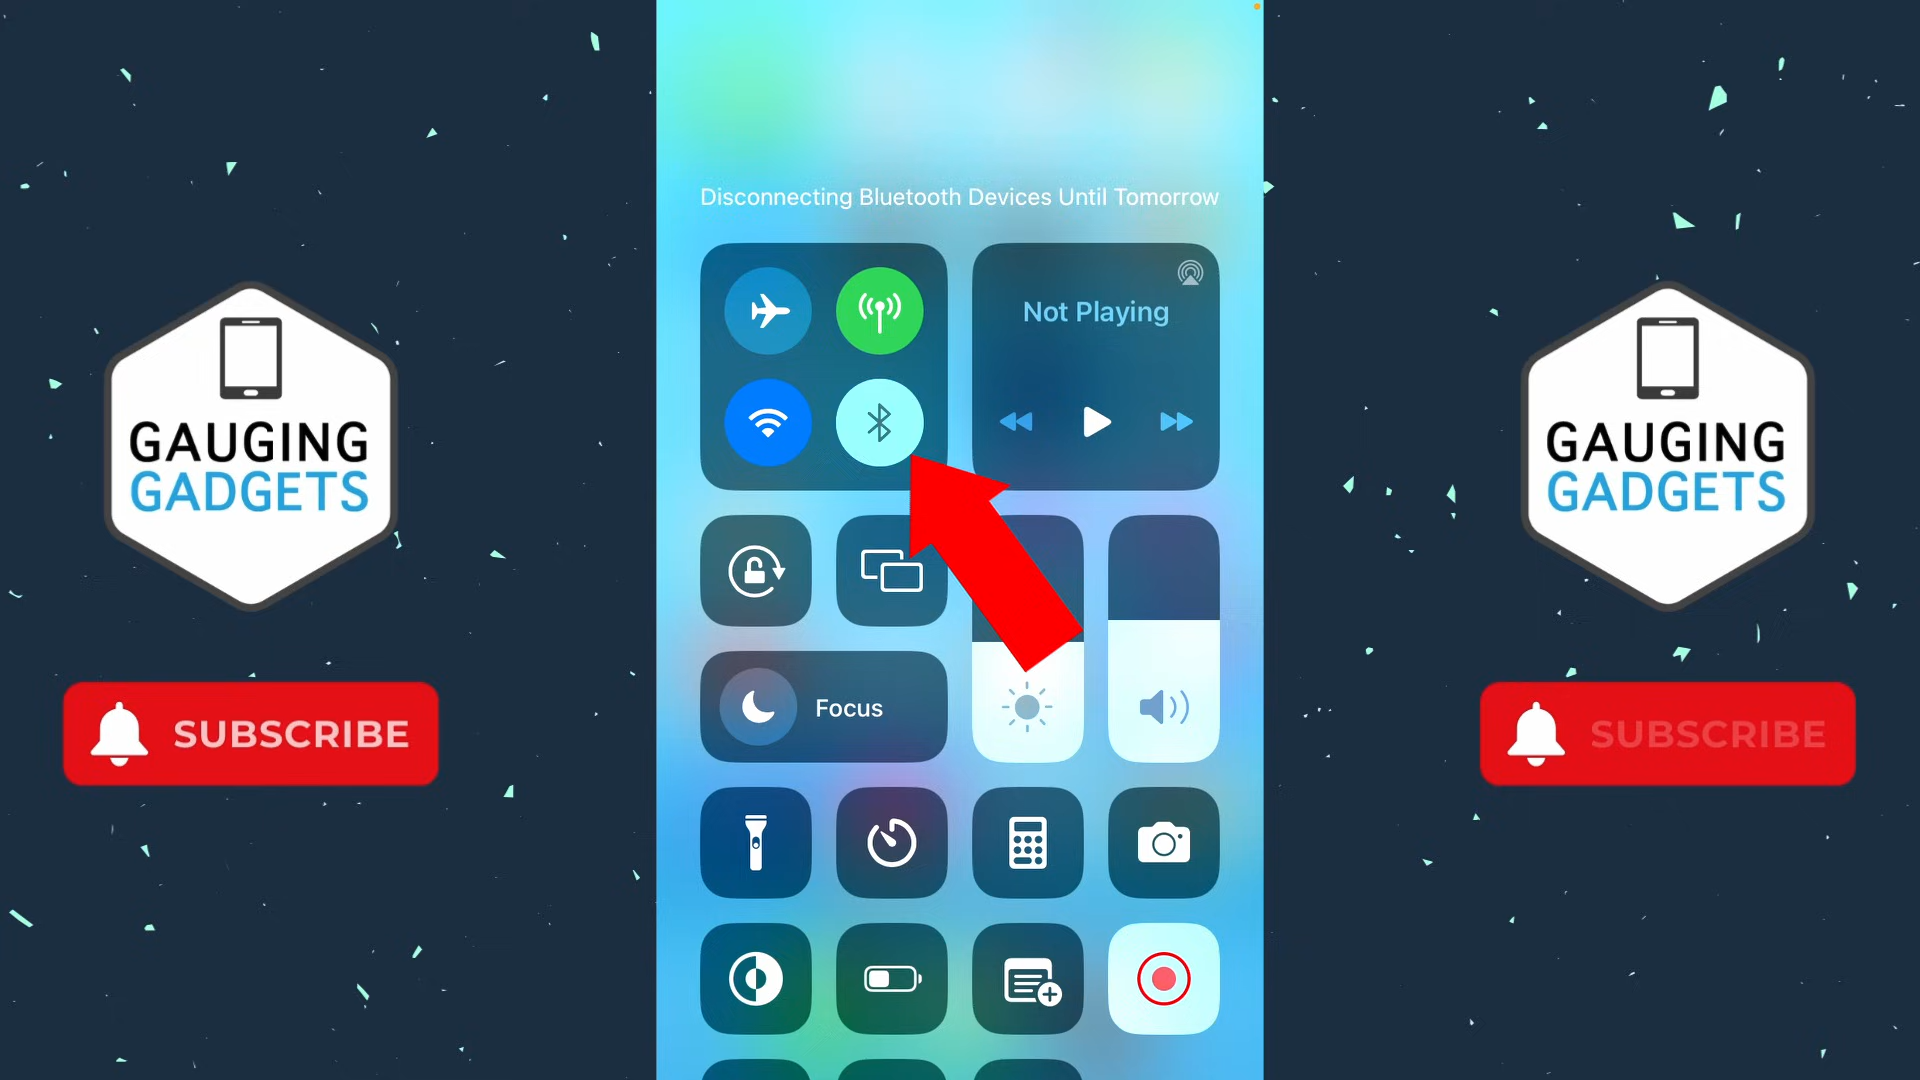 Disconnecting Bluetooth Devices Until Tomorrow
Not Playing
GAUGING
GADGETS
SUBSCRIBE
Focus
GAUGING
GADGETS
SUBSCRIBE